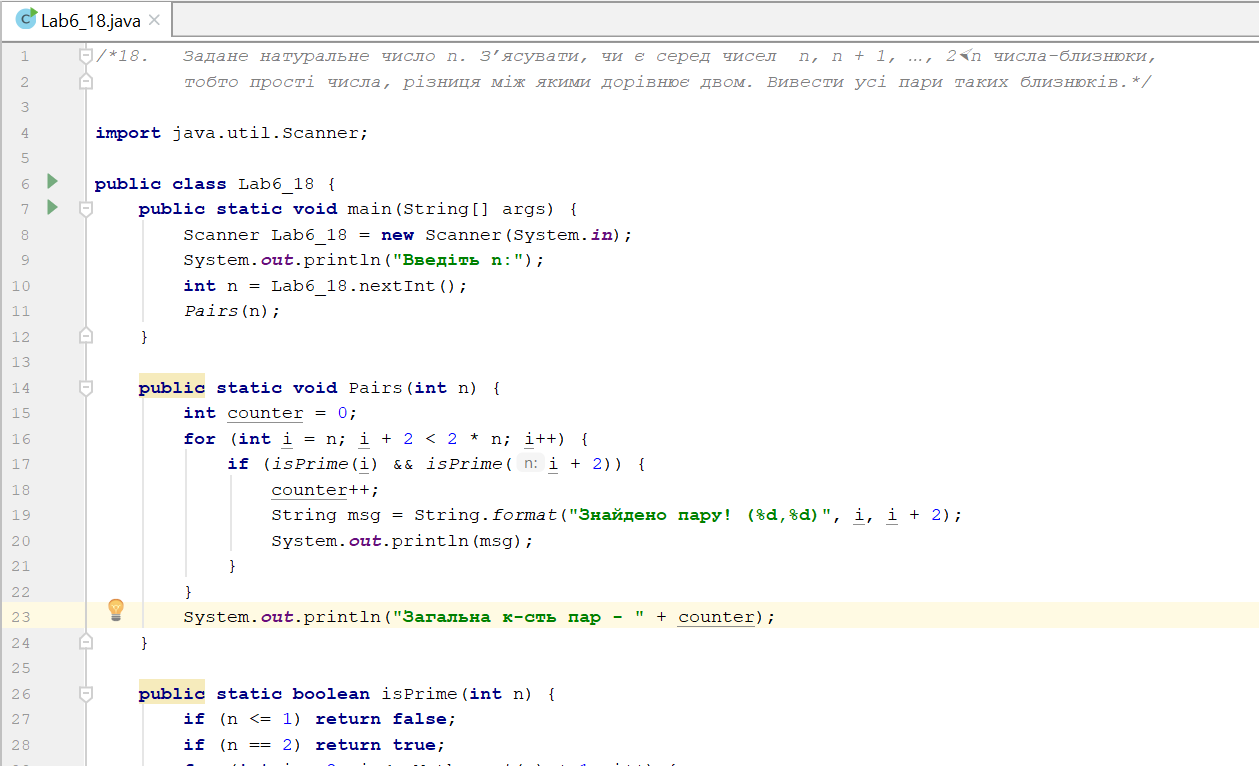 Lab6_18.java
1 /*18. Задане натуральне число n. З’ясувати, чи є серед чисел n, n + 1, …, 2n числа-близнюки,
2 тобто прості числа, різниця між якими дорівнює двом. Вивести усі пари таких близнюків.*/
3
4 import java.util.Scanner;
5
6 public class Lab6_18 {
7 public static void main(String[] args) {
8 Scanner Lab6_18 = new Scanner(System.in);
9 System.out.println("Введіть n:");
10 int n = Lab6_18.nextInt();
11 Pairs(n);
12 }
13
14 public static void Pairs(int n) {
15 int counter = 0;
16 for (int i = n; i + 2 < 2 * n; i++) {
17 if (isPrime(i) && isPrime( n: i + 2)) {
18 counter++;
19 String msg = String.format("Знайдено пару! (%d,%d)", i, i + 2);
20 System.out.println(msg);
21 }
22 }
23 System.out.println("Загальна к-сть пар - " + counter);
24 }
25
26 public static boolean isPrime(int n) {
27 if (n <= 1) return false;
28 if (n == 2) return true;